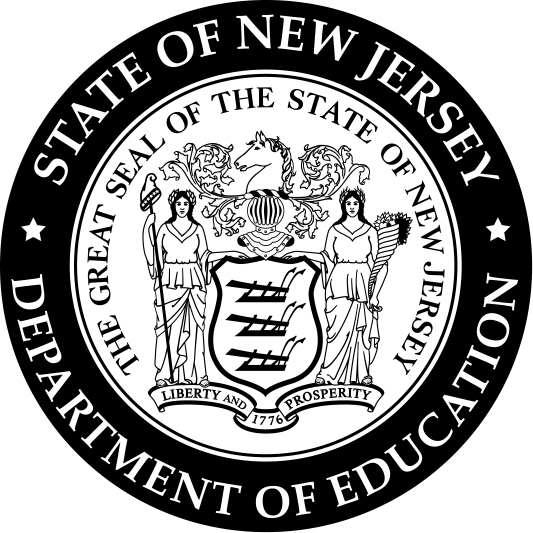 STATE OF NEW JERSEY
DEPARTMENT OF EDUCATION
THE GREAT SEAL OF THE STATE OF NEW JERSEY
LIBERTY AND PROSPERITY
1776